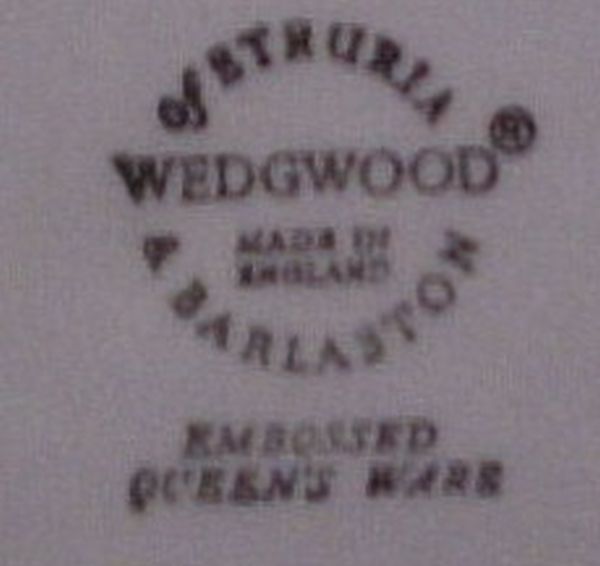 of ETRURIA
WEDGWOOD®
MADE IN
ENGLAND
& BARLASTON
EMBOSSED
QUEEN'S WARE